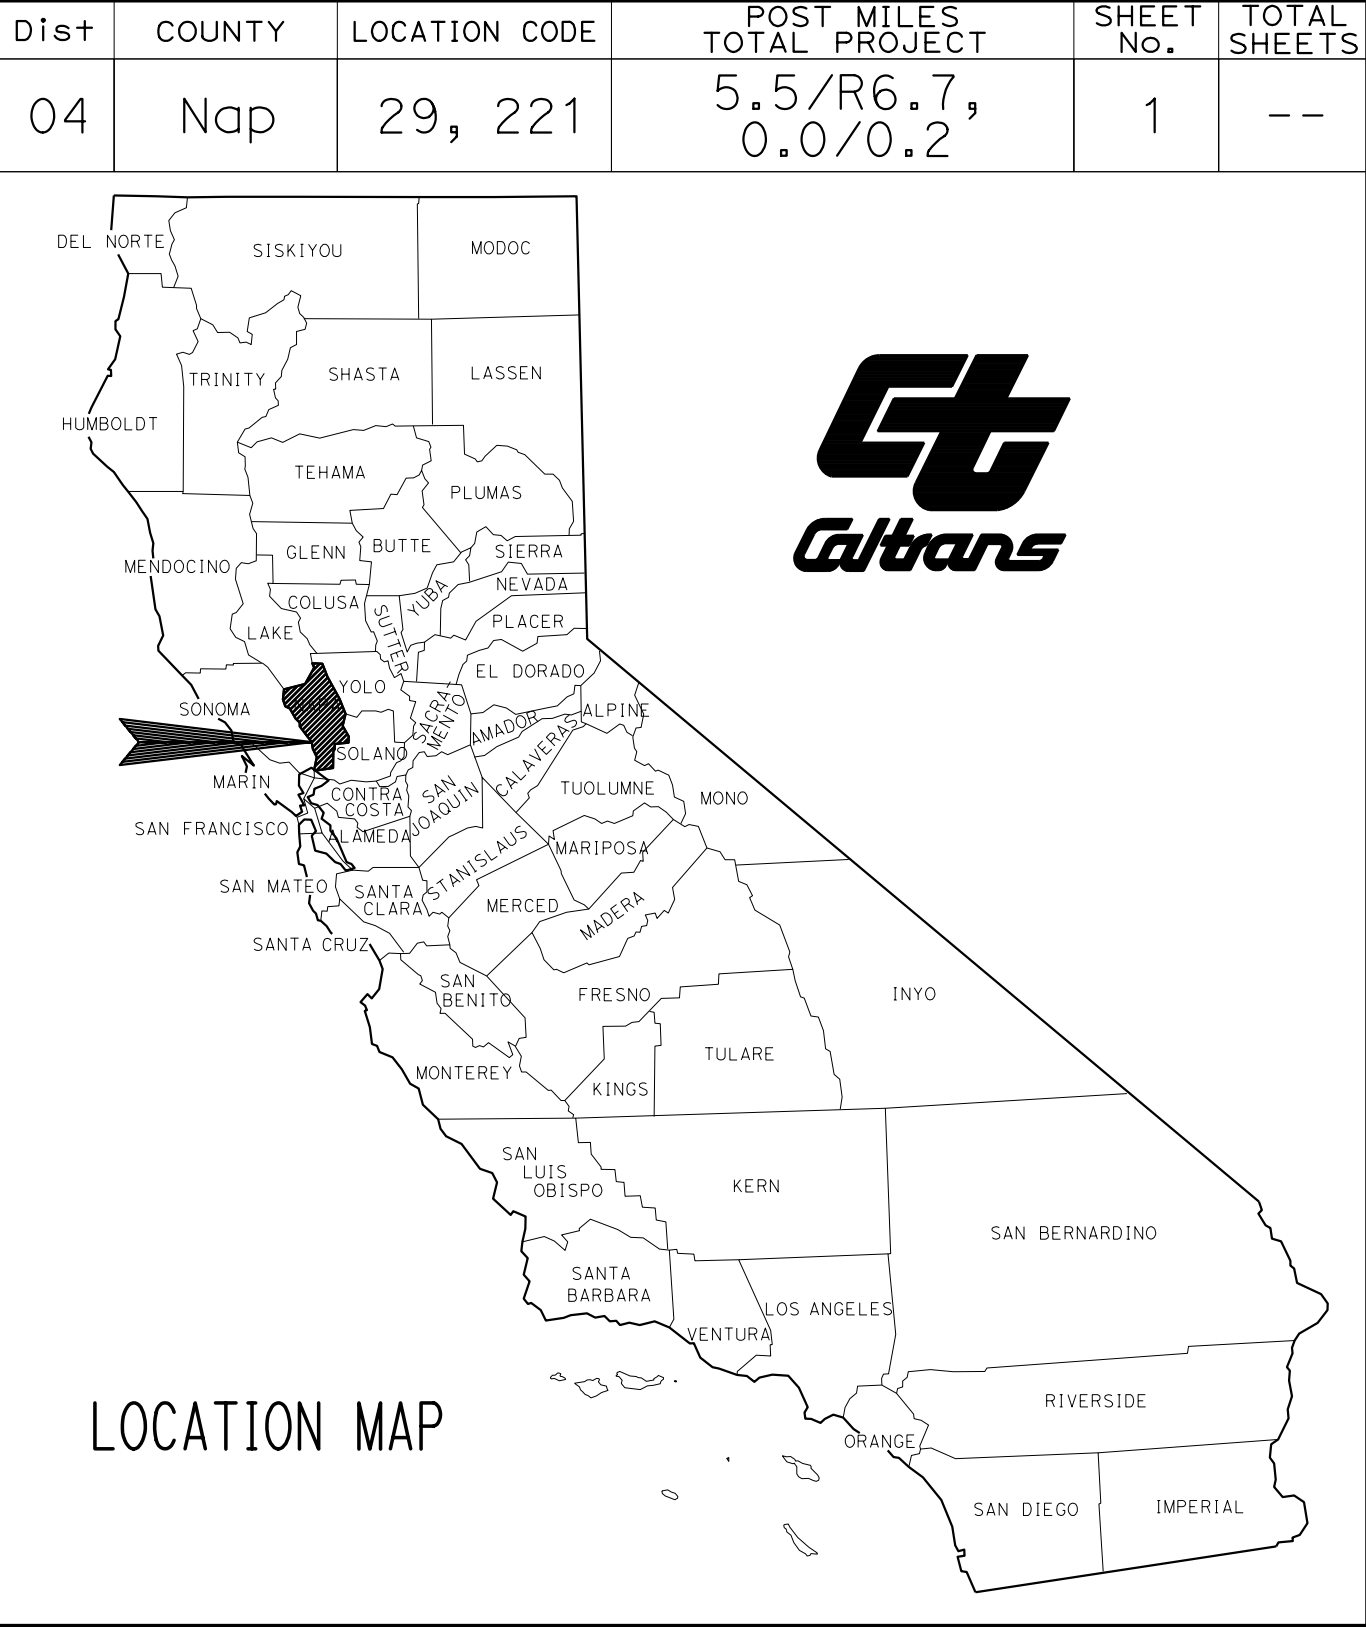 Dist COUNTY LOCATION CODE POST MILES TOTAL PROJECT SHEET No. TOTAL SHEETS
04 Nap 29, 221 5.5/R6.7, 0.0/0.2 1 --
DEL NORTE
SISKIYOU
MODOC
TRINITY
SHASTA
LASSEN
HUMBOLDT
TEHAMA
PLUMAS
Ct
Caltrans
MENDOCINO
GLENN
BUTTE
SIERRA
NEVADA
COLUSA
SUTTER
YUBA
PLACER
LAKE
EL DORADO
YOLO
SONOMA
SACRA-
MENTO
AMADOR
ALPINE
CALAVERAS
SOLANO
MARIN
CONTRA
COSTA
SAN
JOAQUIN
TUOLUMNE
MONO
SAN FRANCISCO
ALAMEDA
STANISLAUS
MARIPOSA
SAN MATEO
SANTA
CLARA
MERCED
MADERA
SANTA CRUZ
SAN
BENITO
FRESNO
INYO
MONTEREY
KINGS
TULARE
SAN
LUIS
OBISPO
KERN
SAN BERNARDINO
SANTA
BARBARA
VENTURA
LOS ANGELES
RIVERSIDE
ORANGE
SAN DIEGO
IMPERIAL
LOCATION MAP